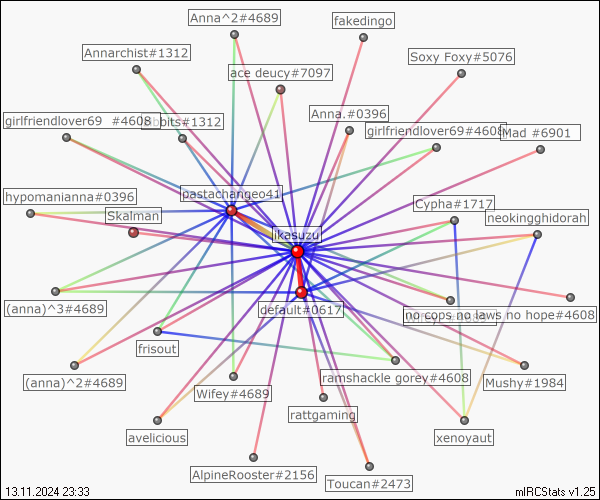 Anna^2#4689
fakedingo
Annarchist#1312
Soxy Foxy#5076
ace deucy#7097
Anna.#0396
girlfriendlover69 #4608
#1312
girlfriendlover69#4608
Mad #6901
pastachangeo41
hypomanianna#0396
Cypha#1717
Skalman
neokingghidorah
jkasuzu
(anna)^3#4689
default#0617
no cops no laws no hope#4608
frisout
(anna)^2#4689
ramshackle gorey#4608
Mushy#1984
Wifey#4689
rattgaming
avelicious
xenoyaut
AlpineRooster#2156
Toucan#2473
13.11.2024 23:33
mIRCStats v1.25